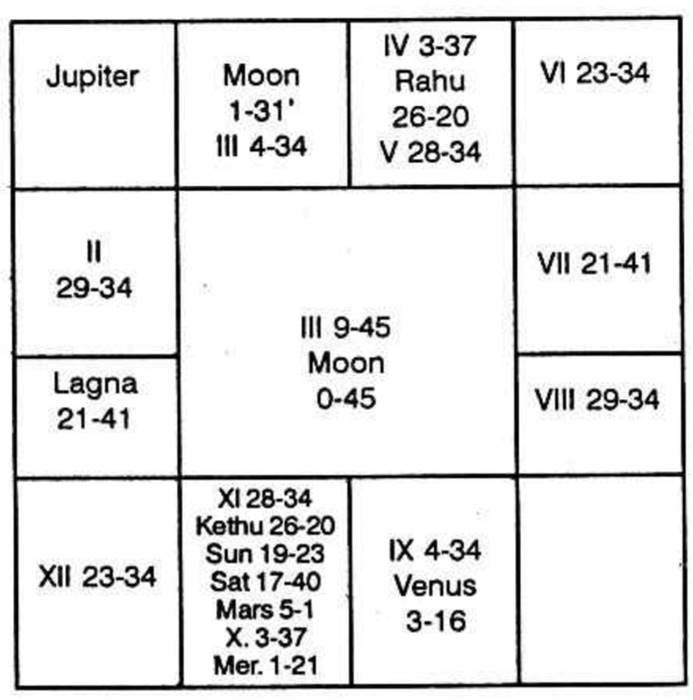 Jupiter
Moon
1-31'
III 4-34
IV 3-37
Rahu
26-20
V 28-34
VI 23-34
II
29-34
III 9-45
Moon
0-45
VII 21-41
Lagna
21-41
VIII 29-34
XII 23-34
XI 28-34
Kethu 26-20
Sun 19-23
Sat 17-40
Mars 5-1
X. 3-37
Mer. 1-21
IX 4-34
Venus
3-16